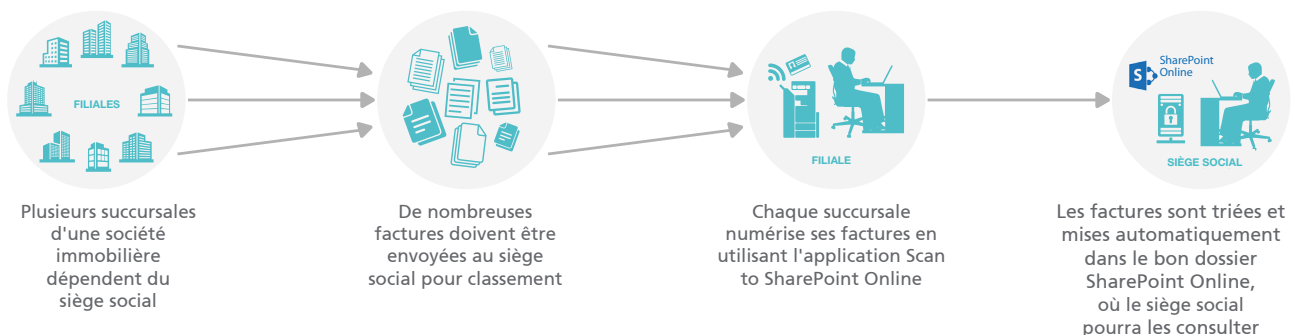 FILIALES
Plusieurs succursales
d'une société
immobilière
dépendent du
siège social
De nombreuses
factures doivent être
envoyées au siège
social pour classement
FILIALE
Chaque succursale
numérise ses factures en
utilisant l'application Scan
to SharePoint Online
S
SharePoint
Online
SIÈGE SOCIAL
Les factures sont triées et
mises automatiquement
dans le bon dossier
SharePoint Online,
où le siège social
pourra les consulter